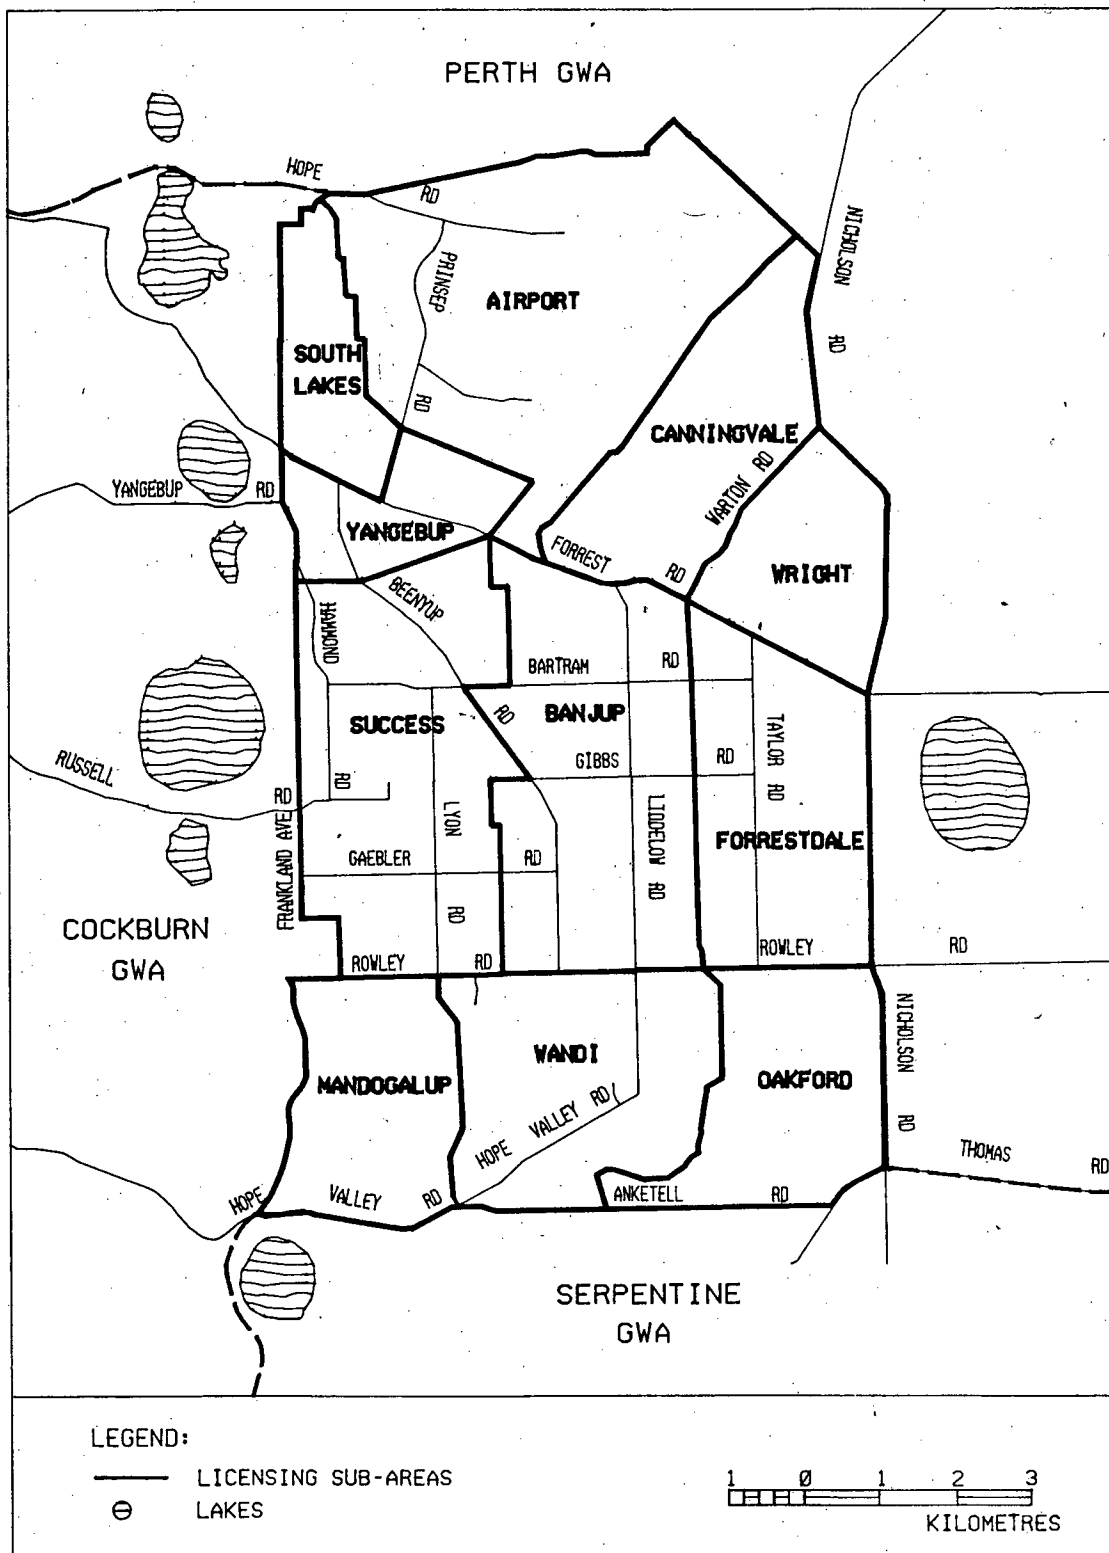 PERTH GWA
HOPE
RD
NICHOLSON
RD
PRINSEP
RD
AIRPORT
SOUTH
LAKES
CANNINGVALE
WARTON RD
YANGEBUP
RD
YANGEBUP
FORREST
RD
WRIGHT
BEENYUP
RD
HAMMOND
RD
BARTRAM
RD
SUCCESS
BANJUP
TAYLOR RD
GIBBS
RD
RUSSELL
RD
LYON
RD
LIDDELOW RD
FORRESTDALE
FRANKLAND AVE
GAEBLER
RD
COCKBURN
GWA
ROWLEY
RD
ROWLEY
RD
NICHOLSON
RD
WANDI
MANDOGALUP
OAKFORD
HOPE VALLEY RD
THOMAS
RD
HOPE
VALLEY
RD
ANKETELL
RD
SERPENTINE
GWA
LEGEND:
LICENSING SUB-AREAS
LAKES
1 0 1 2 3
KILOMETRES